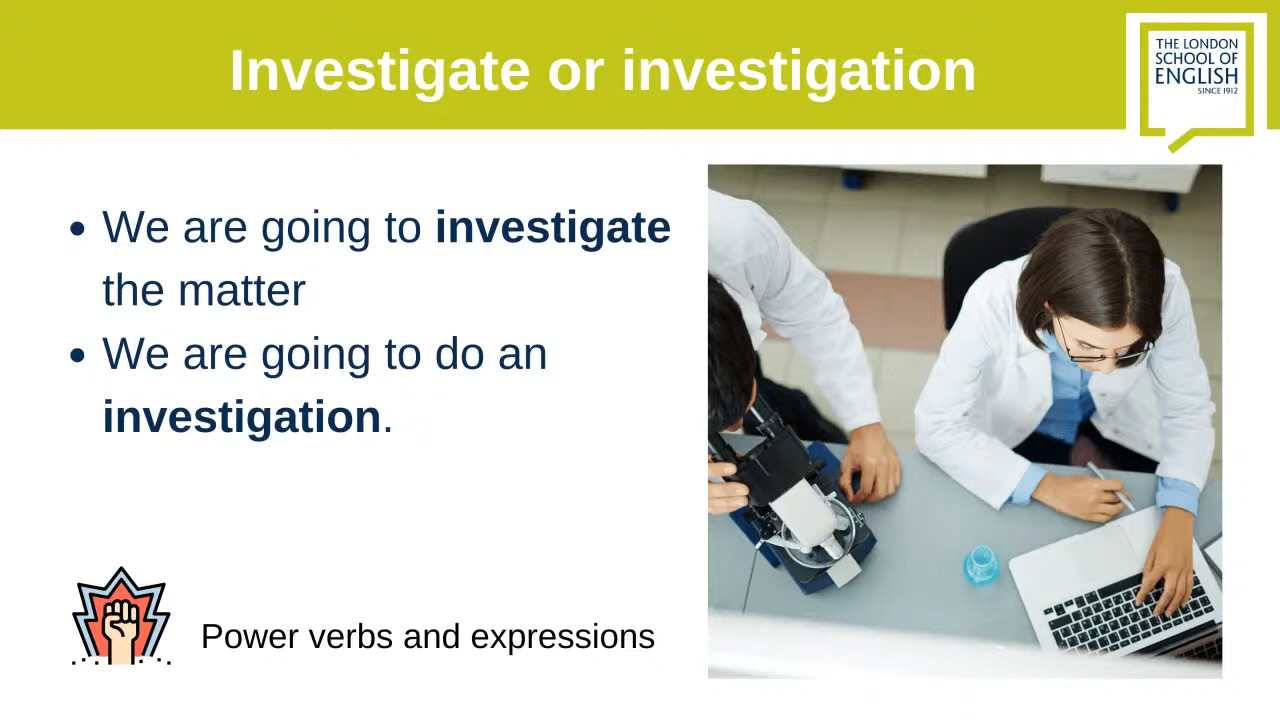 Investigate or investigation
THE LONDON
SCHOOL OF
ENGLISH
SINCE 1912
• We are going to investigate
the matter
• We are going to do an
investigation.
Power verbs and expressions